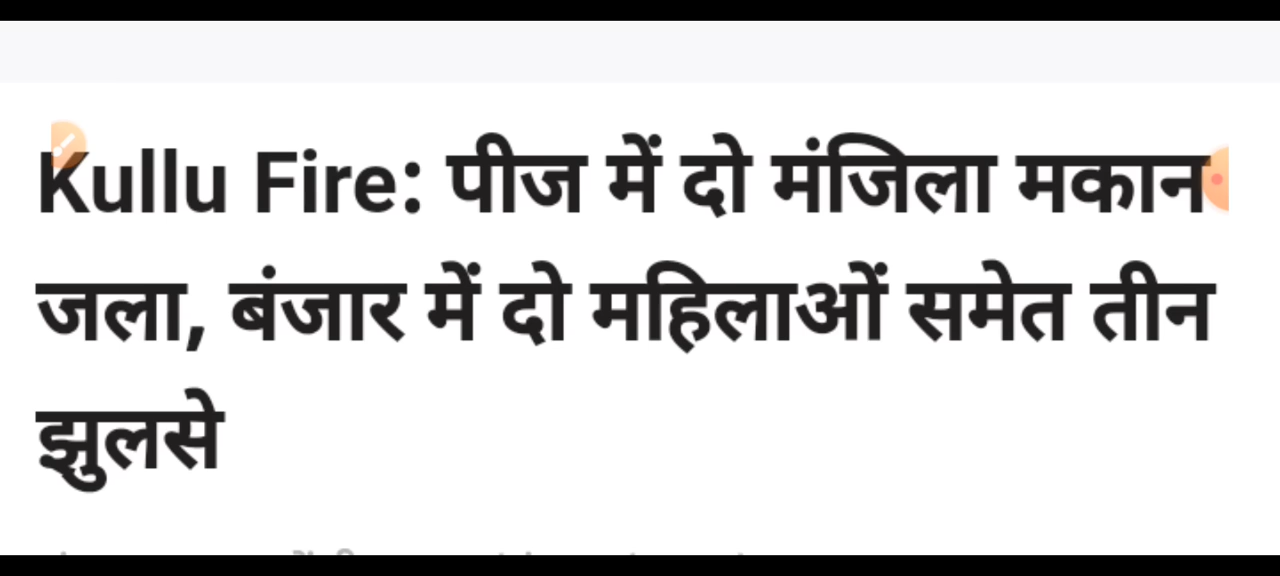 Kullu Fire: पीज में दो मंजिला मकान
जला, बंजार में दो महिलाओं समेत तीन
झुलसे